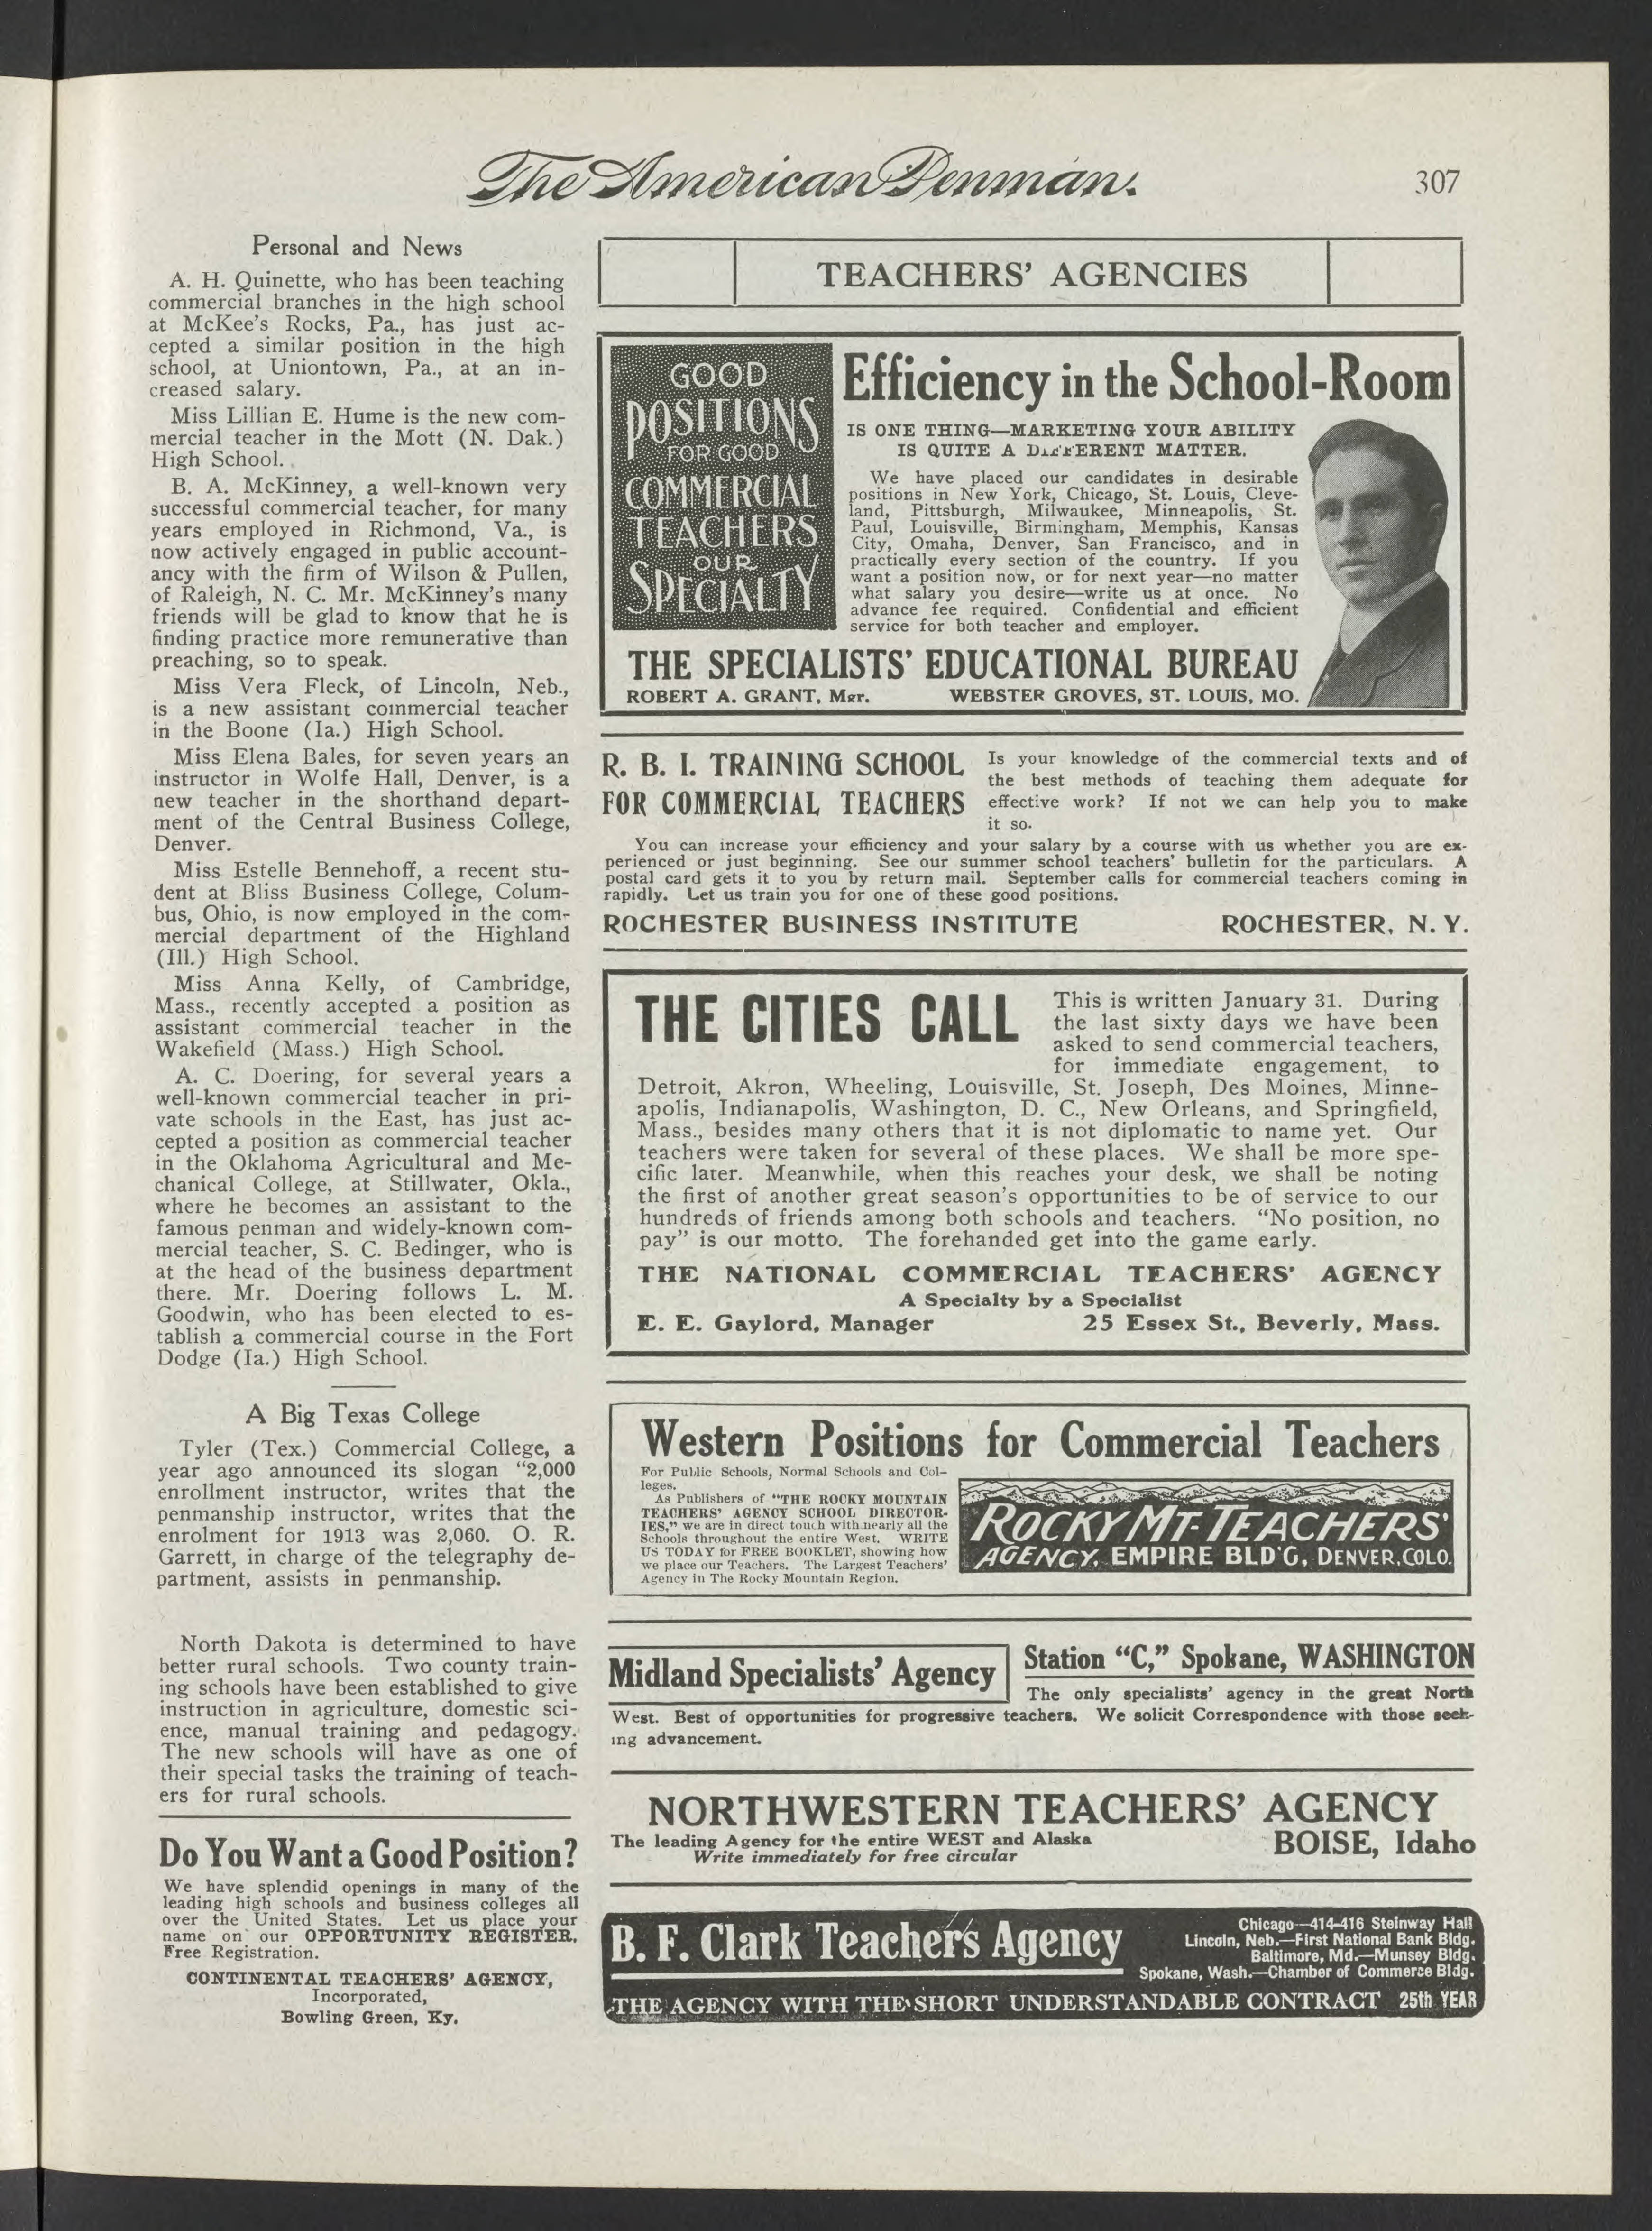 The American Penman.
307
Personal and News
A. H. Quinette, who has been teaching
commercial branches in the high school
at McKee's Rocks, Pa., has just ac-
cepted a similar position in the high
school, at Uniontown, Pa., at an in-
creased salary.
Miss Lillian E. Hume is the new com-
mercial teacher in the Mott (N. Dak.)
High School.
B. A. McKinney, a well-known very
successful commercial teacher, for many
years employed in Richmond, Va., is
now actively engaged in public account-
ancy with the firm of Wilson & Pullen,
of Raleigh, N. C. Mr. McKinney's many
friends will be glad to know that he is
finding practice more remunerative than
preaching, so to speak.
Miss Vera Fleck, of Lincoln, Neb.,
is a new assistant commercial teacher
in the Boone (Ia.) High School.
Miss Elena Bales, for seven years an
instructor in Wolfe Hall, Denver, is a
new teacher in the shorthand depart-
ment of the Central Business College,
Denver.
Miss Estelle Bennehoff, a recent stu-
dent at Bliss Business College, Colum-
bus, Ohio, is now employed in the com-
mercial department of the Highland
(Ill.) High School.
Miss Anna Kelly, of Cambridge,
Mass., recently accepted a position as
assistant commercial teacher in the
Wakefield (Mass.) High School.
A. C. Doering, for several years a
well-known commercial teacher in pri-
vate schools in the East, has just ac-
cepted a position as commercial teacher
in the Oklahoma Agricultural and Me-
chanical College, at Stillwater, Okla.,
where he becomes an assistant to the
famous penman and widely-known com-
mercial teacher, S. C. Bedinger, who is
at the head of the business department
there. Mr. Doering follows L. M.
Goodwin, who has been elected to es-
tablish a commercial course in the Fort
Dodge (Ia.) High School.
A Big Texas College
Tyler (Tex.) Commercial College, a
year ago announced its slogan "2,000
enrollment instructor, writes that the
penmanship instructor, writes that the
enrolment for 1913 was 2,060. O. R.
Garrett, in charge of the telegraphy de-
partment, assists in penmanship.
North Dakota is determined to have
better rural schools. Two county train-
ing schools have been established to give
instruction in agriculture, domestic sci-
ence, manual training and pedagogy.
The new schools will have as one of
their special tasks the training of teach-
ers for rural schools.
Do You Want a Good Position?
We have splendid openings in many of the
leading high schools and business colleges all
over the United States. Let us place your
name on our OPPORTUNITY REGISTER.
Free Registration.
CONTINENTAL TEACHERS' AGENCY,
Incorporated,
Bowling Green, Ky.
TEACHERS' AGENCIES
GOOD
POSITIONS
FOR GOOD
COMMERCIAL
TEACHERS
OUR
SPECIALTY
Efficiency in the School-Room
IS ONE THING—MARKETING YOUR ABILITY
IS QUITE A DIFFERENT MATTER.
We have placed our candidates in desirable
positions in New York, Chicago, St. Louis, Cleve-
land, Pittsburgh, Milwaukee, Minneapolis, St.
Paul, Louisville, Birmingham, Memphis, Kansas
City, Omaha, Denver, San Francisco, and in
practically every section of the country. If you
want a position now, or for next year—no matter
what salary you desire—write us at once. No
advance fee required. Confidential and efficient
service for both teacher and employer.
THE SPECIALISTS' EDUCATIONAL BUREAU
ROBERT A. GRANT, Mgr. WEBSTER GROVES, ST. LOUIS, MO.
R. B. I. TRAINING SCHOOL
FOR COMMERCIAL TEACHERS
Is your knowledge of the commercial texts and of
the best methods of teaching them adequate for
effective work? If not we can help you to make
it so.
You can increase your efficiency and your salary by a course with us whether you are ex-
perienced or just beginning. See our summer school teachers' bulletin for the particulars. A
postal card gets it to you by return mail. September calls for commercial teachers coming in
rapidly. Let us train you for one of these good positions.
ROCHESTER BUSINESS INSTITUTE ROCHESTER, N. Y.
THE CITIES CALL
This is written January 31. During
the last sixty days we have been
asked to send commercial teachers,
for immediate engagement, to
Detroit, Akron, Wheeling, Louisville, St. Joseph, Des Moines, Minne-
apolis, Indianapolis, Washington, D. C., New Orleans, and Springfield,
Mass., besides many others that it is not diplomatic to name yet. Our
teachers were taken for several of these places. We shall be more spe-
cific later. Meanwhile, when this reaches your desk, we shall be noting
the first of another great season's opportunities to be of service to our
hundreds of friends among both schools and teachers. "No position, no
pay" is our motto. The forehanded get into the game early.
THE NATIONAL COMMERCIAL TEACHERS' AGENCY
A Specialty by a Specialist
E. E. Gaylord, Manager 25 Essex St., Beverly, Mass.
Western Positions for Commercial Teachers
For Public Schools, Normal Schools and Col-
leges.
As Publishers of "THE ROCKY MOUNTAIN
TEACHERS' AGENCY SCHOOL DIRECTOR-
IES," we are in direct touch with nearly all the
Schools throughout the entire West. WRITE
US TODAY for FREE BOOKLET, showing how
we place our Teachers. The Largest Teachers'
Agency in The Rocky Mountain Region.
ROCKY MT. TEACHERS'
AGENCY. EMPIRE BLD'G, DENVER, COLO.
Midland Specialists' Agency
Station "C," Spokane, WASHINGTON
The only specialists' agency in the great North
West. Best of opportunities for progressive teachers. We solicit Correspondence with those seek-
ing advancement.
NORTHWESTERN TEACHERS' AGENCY
The leading Agency for the entire WEST and Alaska
Write immediately for free circular
BOISE, Idaho
B. F. Clark Teacher's Agency
Chicago—414-416 Steinway Hall
Lincoln, Neb.—First National Bank Bldg.
Baltimore, Md.—Munsey Bldg.
Spokane, Wash.—Chamber of Commerce Bldg.
THE AGENCY WITH THE SHORT UNDERSTANDABLE CONTRACT 25th YEAR